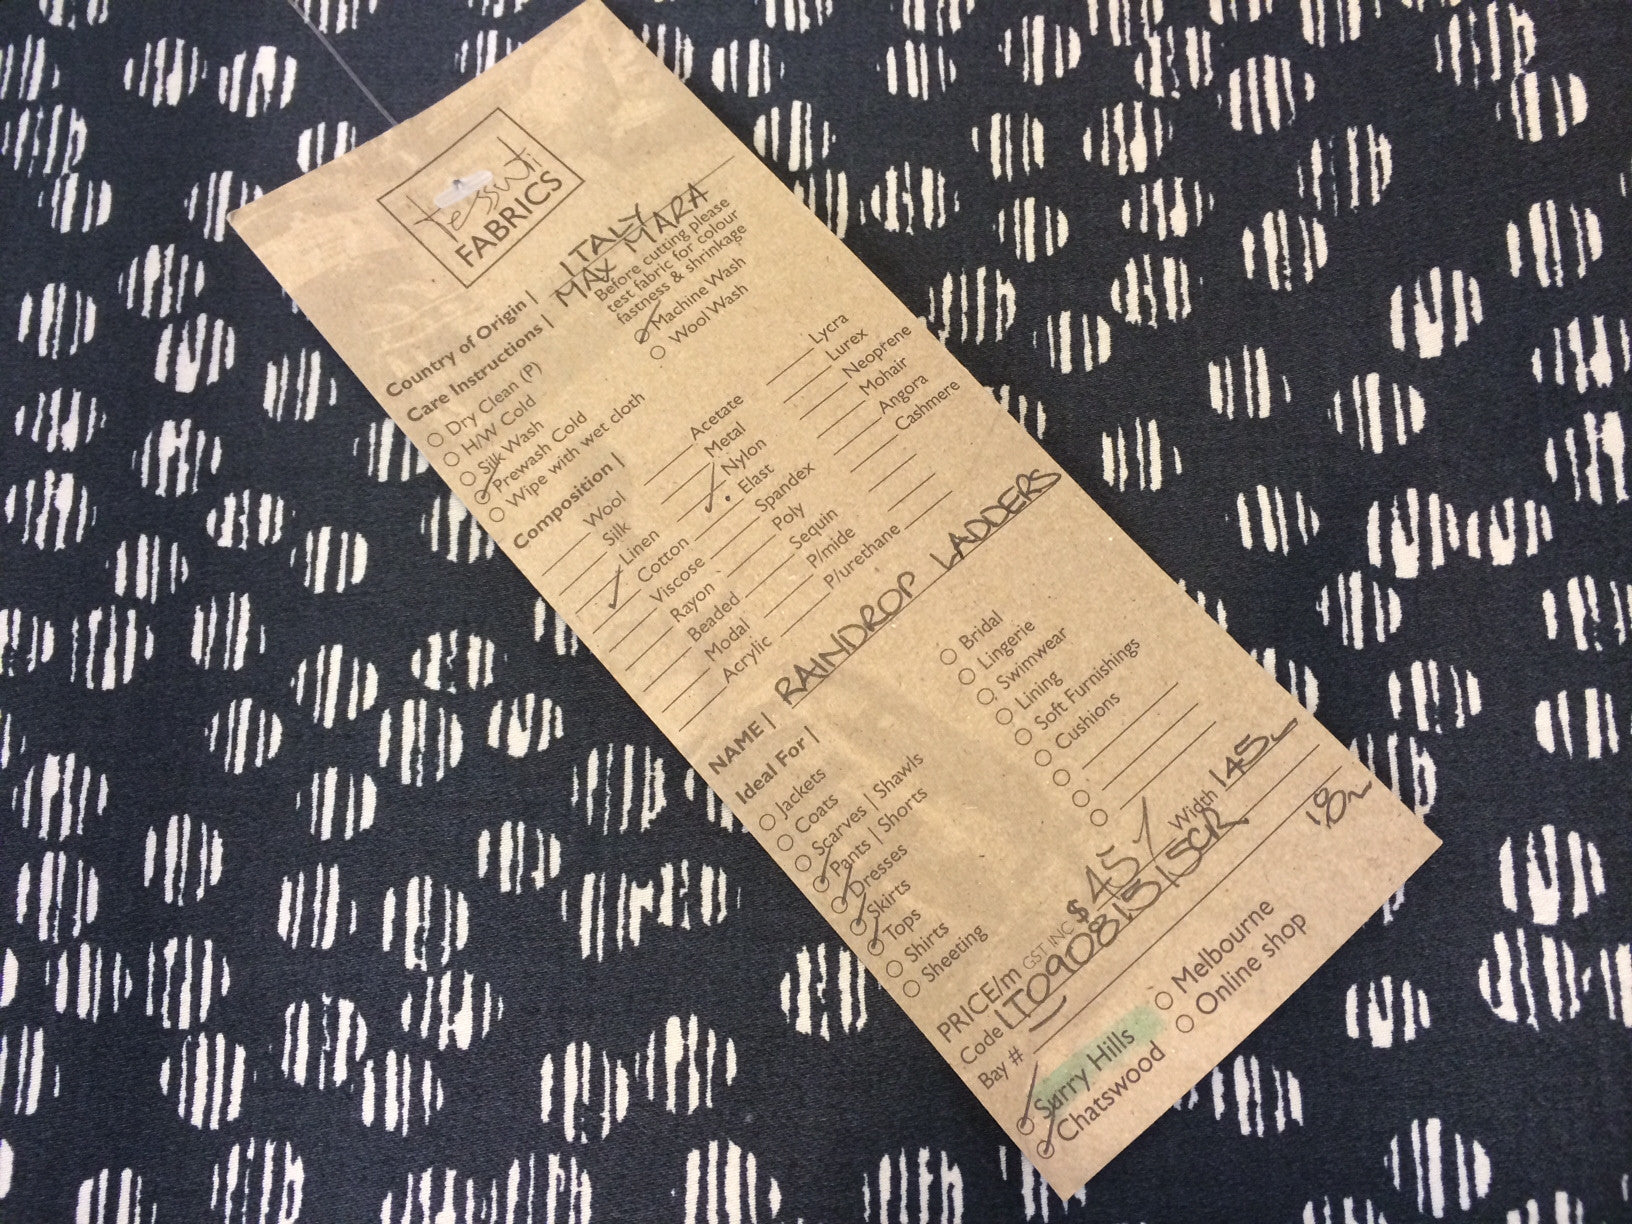 tessuti
FABRICS
Country of Origin | ITALY
MAX MARA
Care Instructions |
Before cutting please
test fabric for colour
fastness & shrinkage
Dry Clean (P)
H/W Cold
Silk Wash
Prewash Cold
Wipe with wet cloth
Machine Wash
Wool Wash
Composition |
Wool
Silk
Linen
Cotton
Viscose
Rayon
Beaded
Modal
Acrylic
Acetate
Metal
Nylon
Elast
Spandex
Poly
Sequin
P/mide
P/urethane
Lycra
Lurex
Neoprene
Mohair
Angora
Cashmere
NAME | RAINDROP LADDERS
Ideal For |
Jackets
Coats
Scarves | Shawls
Pants | Shorts
Dresses
Skirts
Tops
Shirts
Sheeting
Bridal
Lingerie
Swimwear
Lining
Soft Furnishings
Cushions
PRICE/m GST INC $45 Width 145
Code
Bay # 18
Surry Hills
Chatswood
Melbourne
Online shop